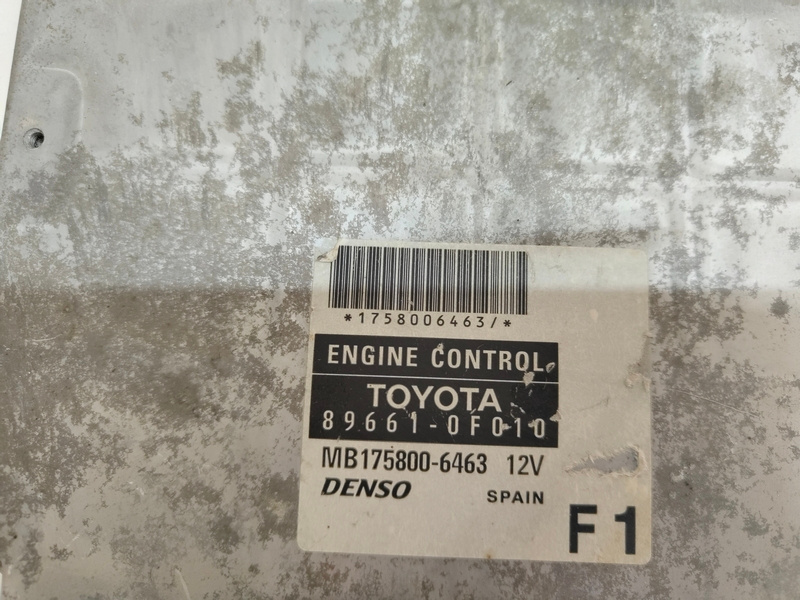 *1758006463/*
ENGINE CONTROL
TOYOTA
89661-0F010
MB175800-6463 12V
DENSO SPAIN
F1